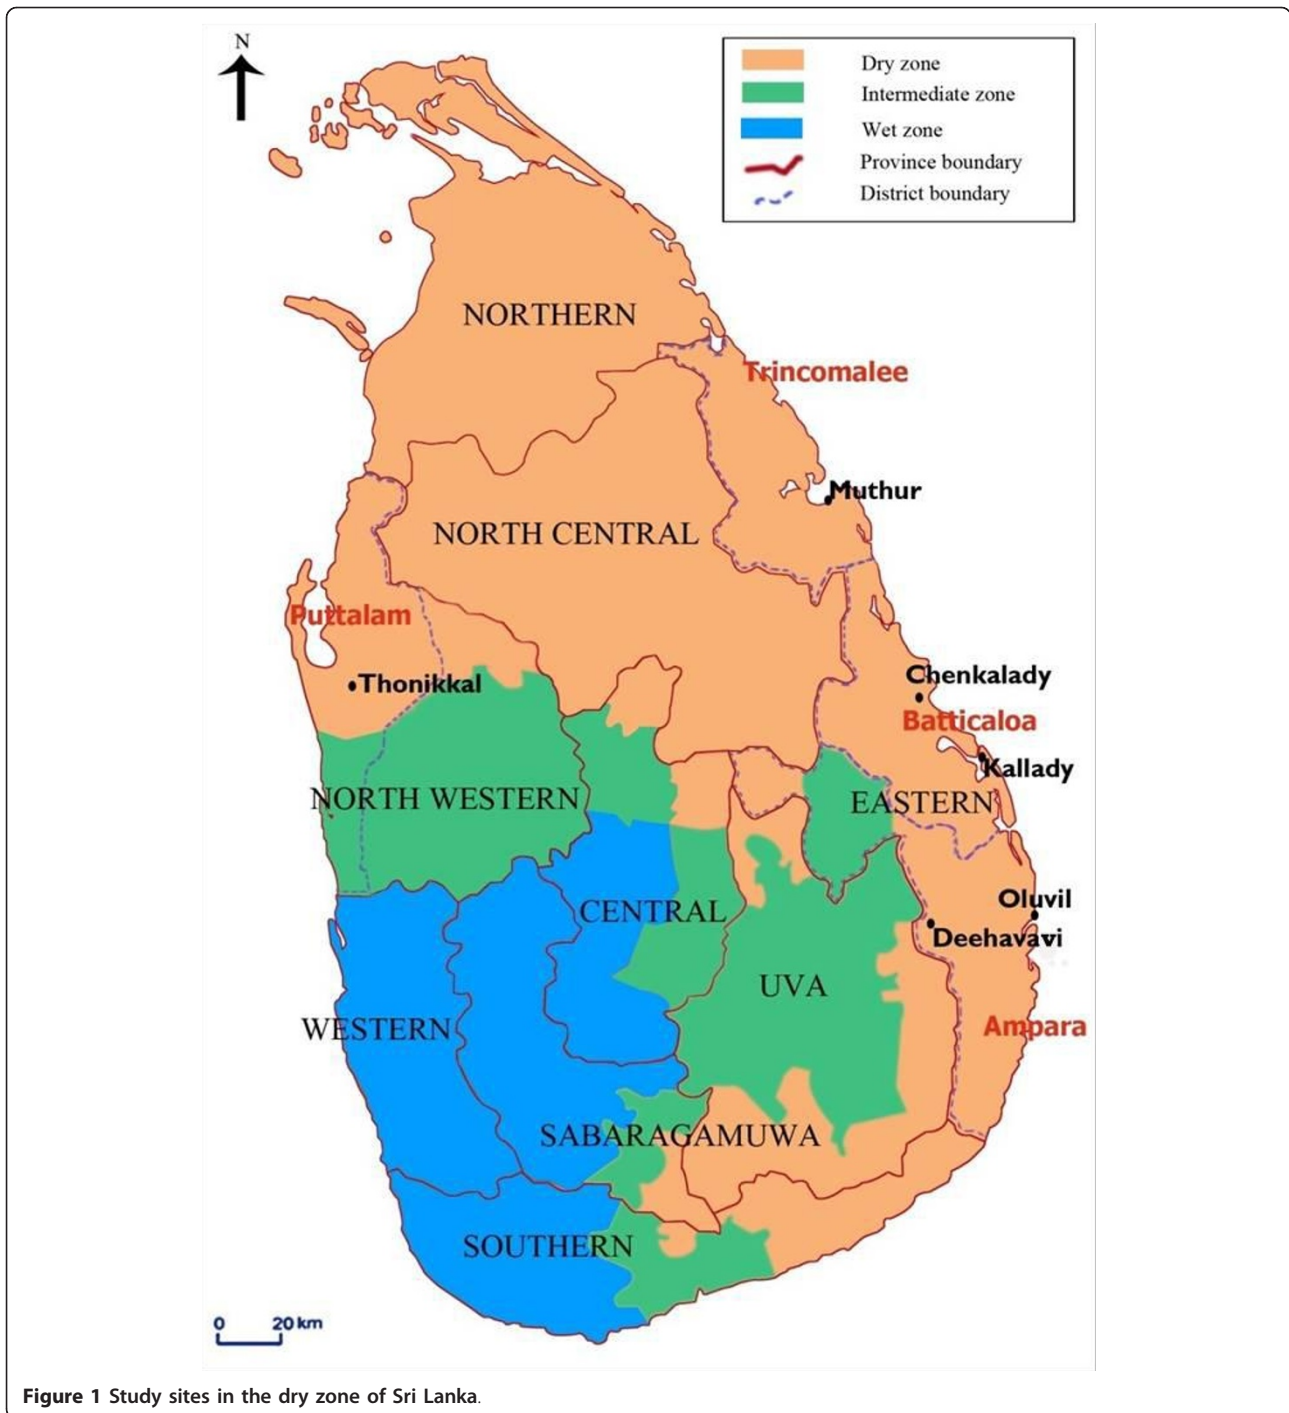 N
Dry zone
Intermediate zone
Wet zone
Province boundary
District boundary
NORTHERN
Trincomalee
Muthur
NORTH CENTRAL
Puttalam
Chenkalady
Thonikkal
Batticaloa
Kallady
NORTH WESTERN
EASTERN
Oluvil
CENTRAL
Deehavavi
UVA
WESTERN
Ampara
SABARAGAMUWA
SOUTHERN
0 20 km
Figure 1 Study sites in the dry zone of Sri Lanka.